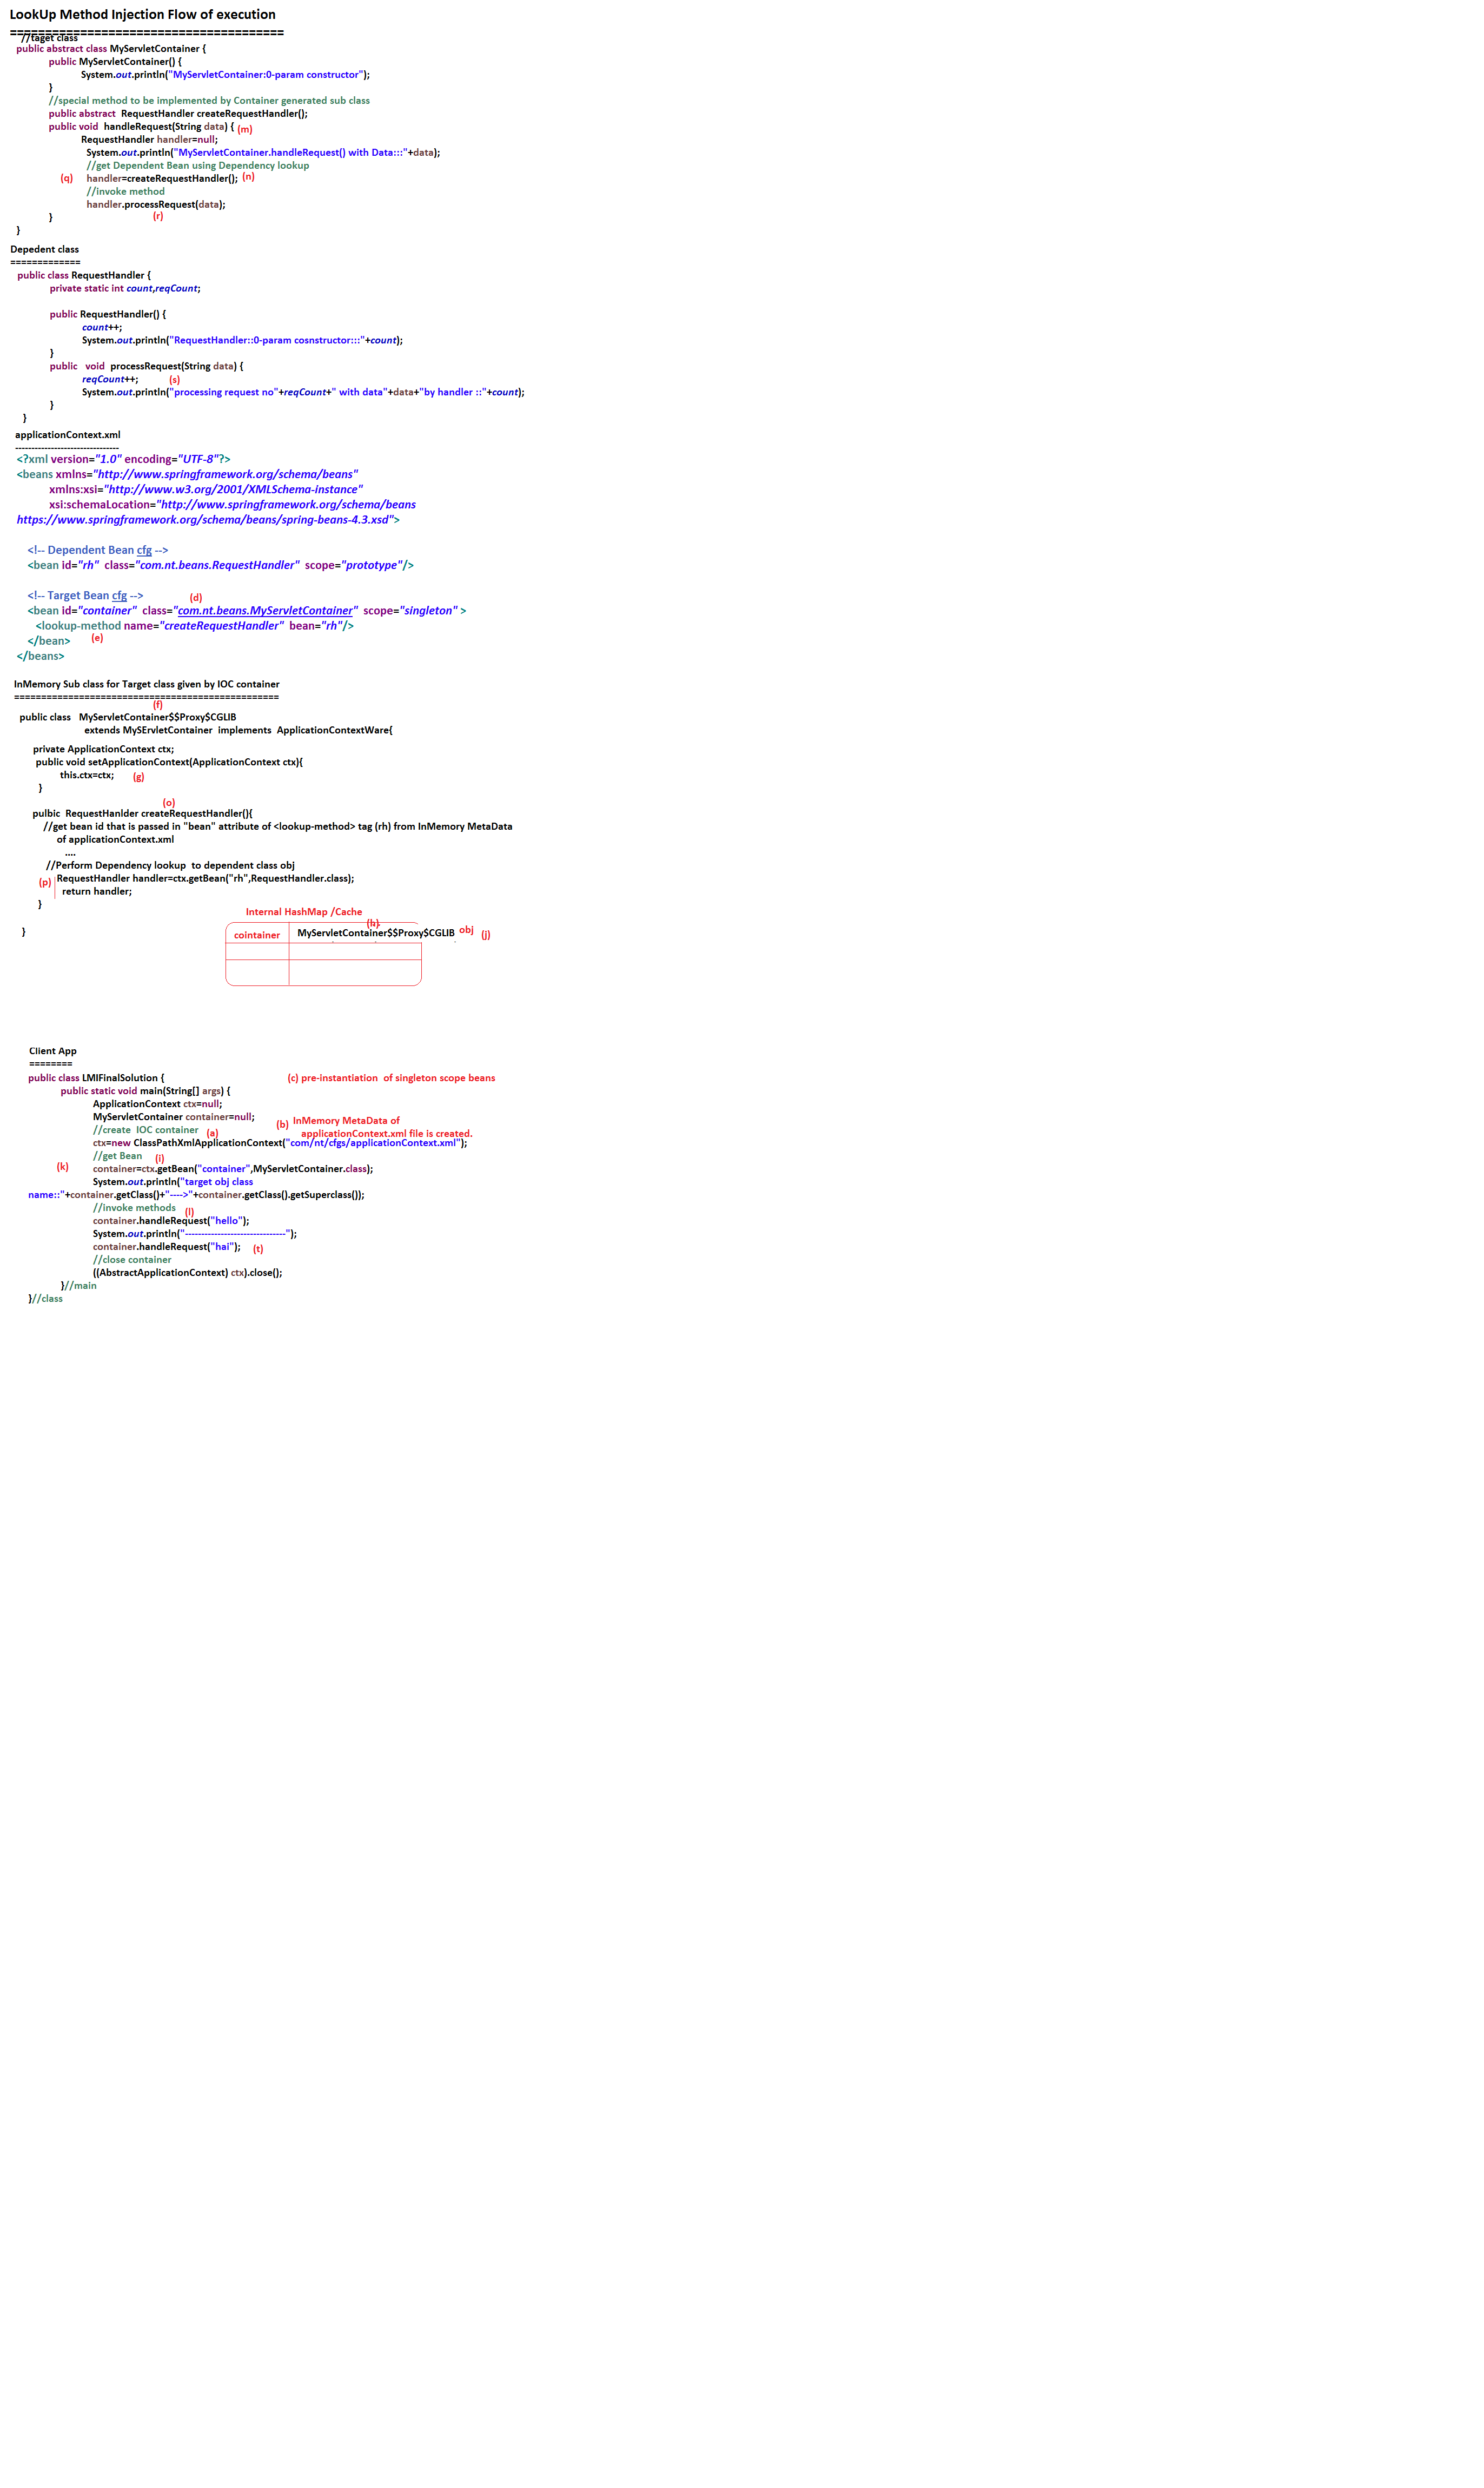 LookUp Method Injection Flow of execution
=======================================
//taget class
public abstract class MyServletContainer {
public MyServletContainer() {
System.out.println("MyServletContainer:0-param constructor");
}
//special method to be implemented by Container generated sub class
public abstract  RequestHandler createRequestHandler();
public void  handleRequest(String data) { (m)
RequestHandler handler=null;
System.out.println("MyServletContainer.handleRequest() with Data:::"+data);
//get Dependent Bean using Dependency lookup
(q) handler=createRequestHandler(); (n)
//invoke method
handler.processRequest(data);
} (r)
}
Depedent class
=============
public class RequestHandler {
private static int count,reqCount;
public RequestHandler() {
count++;
System.out.println("RequestHandler::0-param cosnstructor:::"+count);
}
public   void  processRequest(String data) {
reqCount++; (s)
System.out.println("processing request no"+reqCount+" with data"+data+"by handler ::"+count);
}
}
applicationContext.xml
--------------------------------
<?xml version="1.0" encoding="UTF-8"?>
<beans xmlns="http://www.springframework.org/schema/beans"
xmlns:xsi="http://www.w3.org/2001/XMLSchema-instance"
xsi:schemaLocation="http://www.springframework.org/schema/beans
https://www.springframework.org/schema/beans/spring-beans-4.3.xsd">
<!-- Dependent Bean cfg -->
<bean id="rh"  class="com.nt.beans.RequestHandler"  scope="prototype"/>
<!-- Target Bean cfg --> (d)
<bean id="container"  class="com.nt.beans.MyServletContainer"  scope="singleton" >
<lookup-method name="createRequestHandler"  bean="rh"/>
</bean> (e)
</beans>
InMemory Sub class for Target class given by IOC container
=================================================
(f)
public class   MyServletContainer$$Proxy$CGLIB
extends MySErvletContainer  implements  ApplicationContextWare{
private ApplicationContext ctx;
public void setApplicationContext(ApplicationContext ctx){
this.ctx=ctx; (g)
}
(o)
pulbic  RequestHanlder createRequestHandler(){
//get bean id that is passed in "bean" attribute of <lookup-method> tag (rh) from InMemory MetaData
of applicationContext.xml
....
//Perform Dependency lookup  to dependent class obj
(p) RequestHandler handler=ctx.getBean("rh",RequestHandler.class);
return handler;
}
Internal HashMap /Cache
(h)
} cointainer MyServletContainer$$Proxy$CGLIB obj (j)
Client App
========
public class LMIFinalSolution { (c) pre-instantiation  of singleton scope beans
public static void main(String[] args) {
ApplicationContext ctx=null;
MyServletContainer container=null; (b) InMemory MetaData of
//create  IOC container (a) applicationContext.xml file is created.
ctx=new ClassPathXmlApplicationContext("com/nt/cfgs/applicationContext.xml");
//get Bean (i)
(k) container=ctx.getBean("container",MyServletContainer.class);
System.out.println("target obj class
name::"+container.getClass()+"---->"+container.getClass().getSuperclass());
//invoke methods (l)
container.handleRequest("hello");
System.out.println("-------------------------------");
container.handleRequest("hai"); (t)
//close container
((AbstractApplicationContext) ctx).close();
}//main
}//class